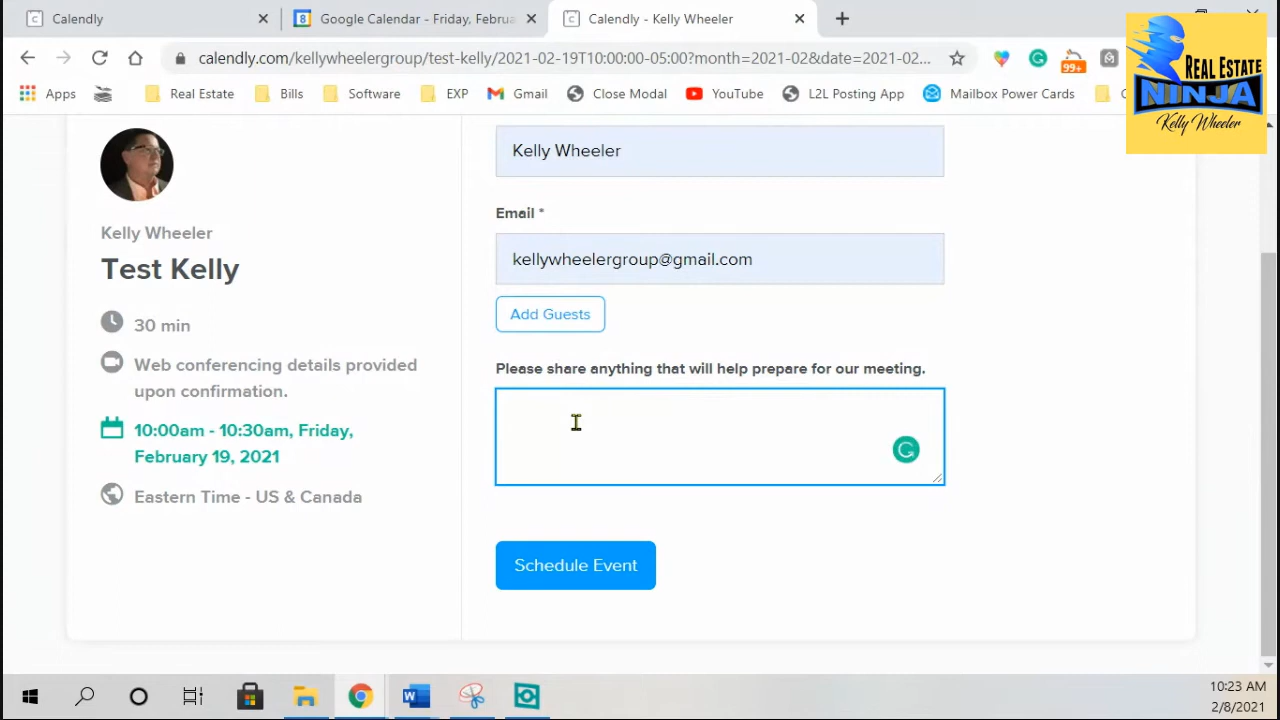 Calendly
Google Calendar - Friday, Februa
Calendly - Kelly Wheeler
calendly.com/kellywheelergroup/test-kelly/2021-02-19T10:00:00-05:00?month=2021-02&date=2021-02...
99+
Apps
Real Estate
Bills
Software
EXP
Gmail
Close Modal
YouTube
L2L Posting App
Mailbox Power Cards
REAL ESTATE
NINJA
Kelly Wheeler
Kelly Wheeler
Test Kelly
30 min
Web conferencing details provided
upon confirmation.
10:00am - 10:30am, Friday,
February 19, 2021
Eastern Time - US & Canada
Kelly Wheeler
Email *
kellywheelergroup@gmail.com
Add Guests
Please share anything that will help prepare for our meeting.
Schedule Event
10:23 AM
2/8/2021